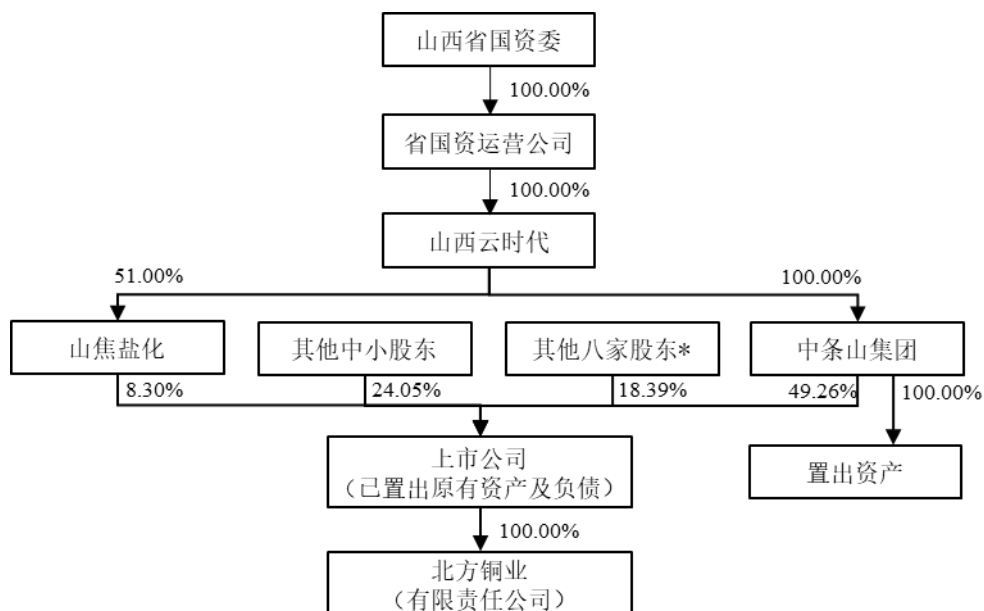 山西省国资委
100.00%
省国资运营公司
100.00%
山西云时代
51.00%
100.00%
山焦盐化
其他中小股东
其他八家股东*
中条山集团
8.30%
24.05%
18.39%
49.26%
100.00%
上市公司
（已置出原有资产及负债）
置出资产
100.00%
北方铜业
（有限责任公司）